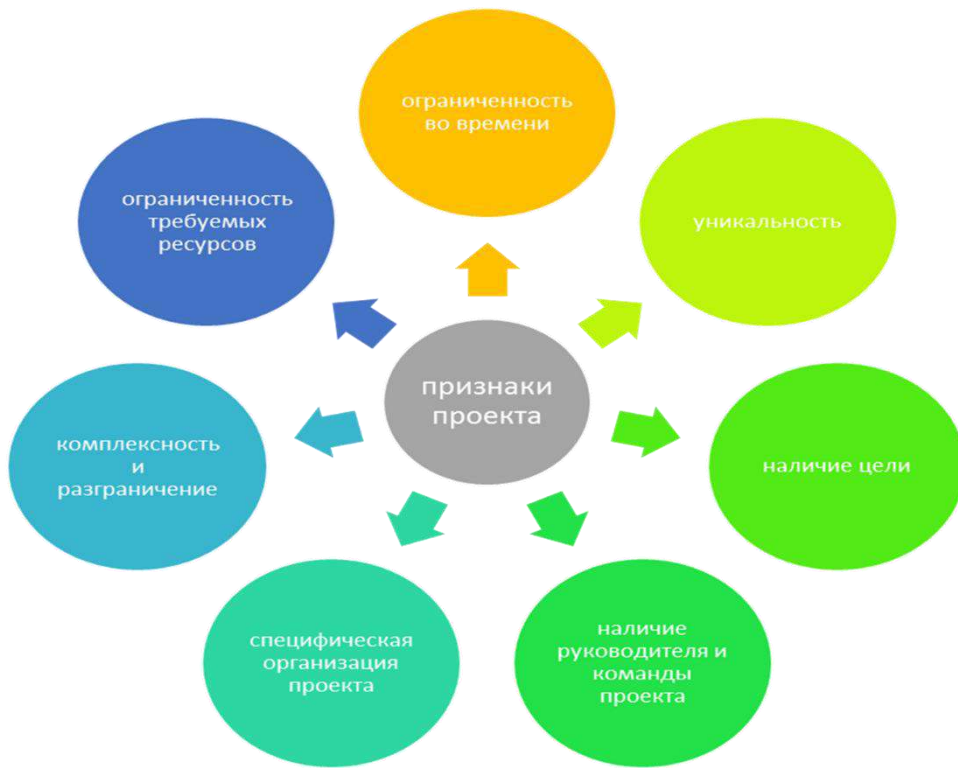 ограниченность
во времени
уникальность
наличие цели
наличие
руководителя и
команды
проекта
специфическая
организация
проекта
комплексность
и
разграничение
ограниченность
требуемых
ресурсов
признаки
проекта